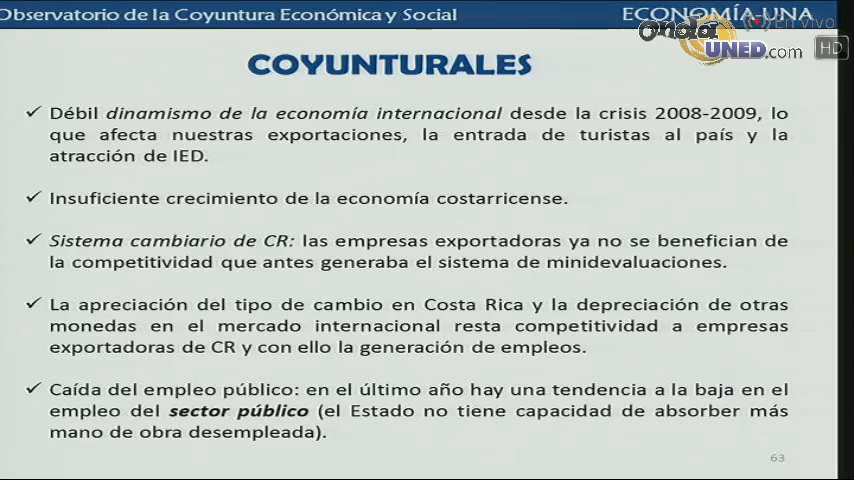 Observatorio de la Coyuntura Económica y Social
ECONOMÍA-UNA
En vivo
onda
UNED.com
HD
COYUNTURALES
✓ Débil dinamismo de la economía internacional desde la crisis 2008-2009, lo
que afecta nuestras exportaciones, la entrada de turistas al país y la
atracción de IED.
✓ Insuficiente crecimiento de la economía costarricense.
✓ Sistema cambiario de CR: las empresas exportadoras ya no se benefician de
la competitividad que antes generaba el sistema de minidevaluaciones.
✓ La apreciación del tipo de cambio en Costa Rica y la depreciación de otras
monedas en el mercado internacional resta competitividad a empresas
exportadoras de CR y con ello la generación de empleos.
✓ Caída del empleo público: en el último año hay una tendencia a la baja en el
empleo del sector público (el Estado no tiene capacidad de absorber más
mano de obra desempleada).
63